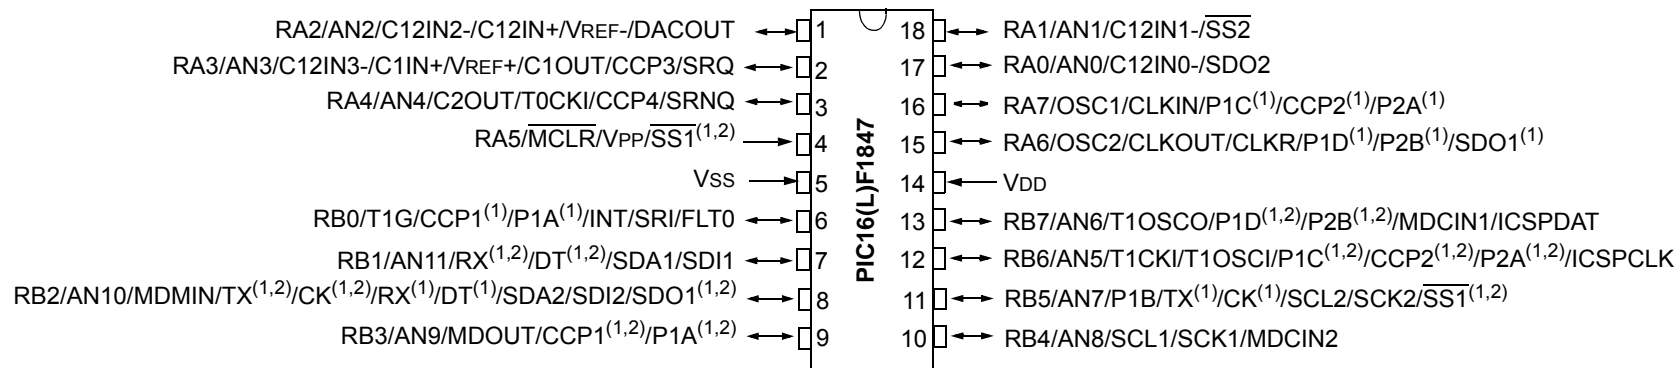 RA2/AN2/C12IN2-/C12IN+/VREF-/DACOUT 1 18 RA1/AN1/C12IN1-/S̅S̅2̅
RA3/AN3/C12IN3-/C1IN+/VREF+/C1OUT/CCP3/SRQ 2 17 RA0/AN0/C12IN0-/SDO2
RA4/AN4/C2OUT/T0CKI/CCP4/SRNQ 3 16 RA7/OSC1/CLKIN/P1C(1)/CCP2(1)/P2A(1)
RA5/M̅C̅L̅R̅/VPP/S̅S̅1̅(1,2) 4 15 RA6/OSC2/CLKOUT/CLKR/P1D(1)/P2B(1)/SDO1(1)
VSS 5 14 VDD
RB0/T1G/CCP1(1)/P1A(1)/INT/SRI/FLT0 6 13 RB7/AN6/T1OSCO/P1D(1,2)/P2B(1,2)/MDCIN1/ICSPDAT
RB1/AN11/RX(1,2)/DT(1,2)/SDA1/SDI1 7 12 RB6/AN5/T1CKI/T1OSCI/P1C(1,2)/CCP2(1,2)/P2A(1,2)/ICSPCLK
RB2/AN10/MDMIN/TX(1,2)/CK(1,2)/RX(1)/DT(1)/SDA2/SDI2/SDO1(1,2) 8 11 RB5/AN7/P1B/TX(1)/CK(1)/SCL2/SCK2/S̅S̅1̅(1,2)
RB3/AN9/MDOUT/CCP1(1,2)/P1A(1,2) 9 10 RB4/AN8/SCL1/SCK1/MDCIN2
PIC16(L)F1847